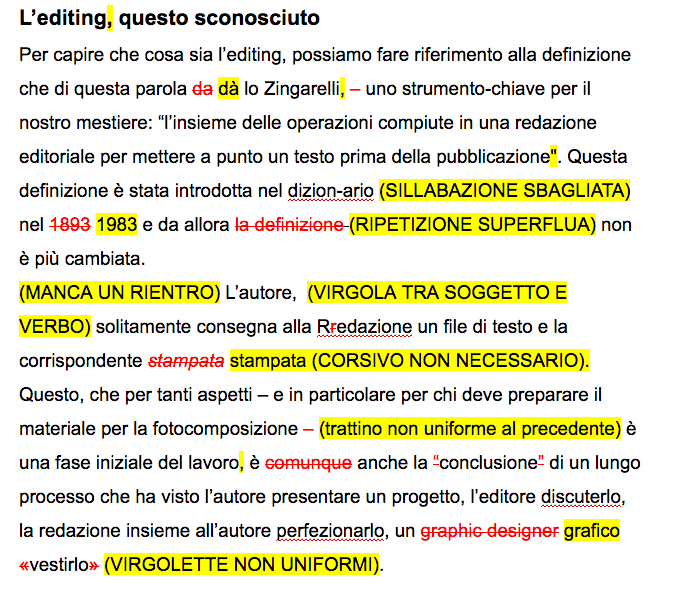 L’editing, questo sconosciuto
Per capire che cosa sia l’editing, possiamo fare riferimento alla definizione
che di questa parola da dà lo Zingarelli, – uno strumento-chiave per il
nostro mestiere: “l’insieme delle operazioni compiute in una redazione
editoriale per mettere a punto un testo prima della pubblicazione". Questa
definizione è stata introdotta nel dizion-ario (SILLABAZIONE SBAGLIATA)
nel 1893 1983 e da allora la definizione (RIPETIZIONE SUPERFLUA) non
è più cambiata.
(MANCA UN RIENTRO) L’autore, (VIRGOLA TRA SOGGETTO E
VERBO) solitamente consegna alla Rredazione un file di testo e la
corrispondente stampata stampata (CORSIVO NON NECESSARIO).
Questo, che per tanti aspetti – e in particolare per chi deve preparare il
materiale per la fotocomposizione – (trattino non uniforme al precedente) è
una fase iniziale del lavoro, è comunque anche la “conclusione” di un lungo
processo che ha visto l’autore presentare un progetto, l’editore discuterlo,
la redazione insieme all’autore perfezionarlo, un graphic designer grafico
«vestirlo» (VIRGOLETTE NON UNIFORMI).